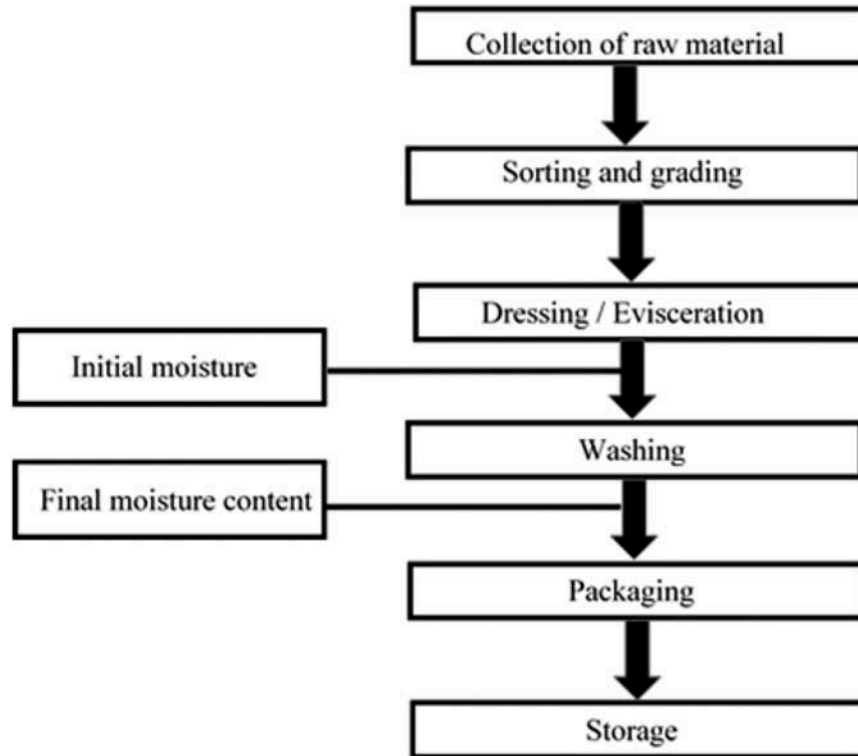 Collection of raw material
Sorting and grading
Dressing / Evisceration
Initial moisture
Washing
Final moisture content
Packaging
Storage